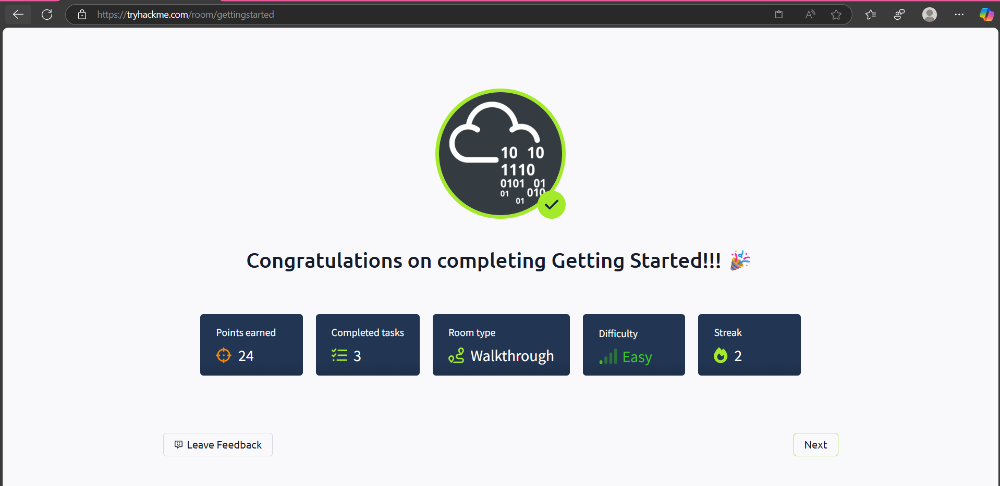 https://tryhackme.com/room/gettingstarted
10 10
1110
0101 01
01 010
01
Congratulations on completing Getting Started!!! 🎉
Points earned
24
Completed tasks
3
Room type
Walkthrough
Difficulty
Easy
Streak
2
Leave Feedback
Next